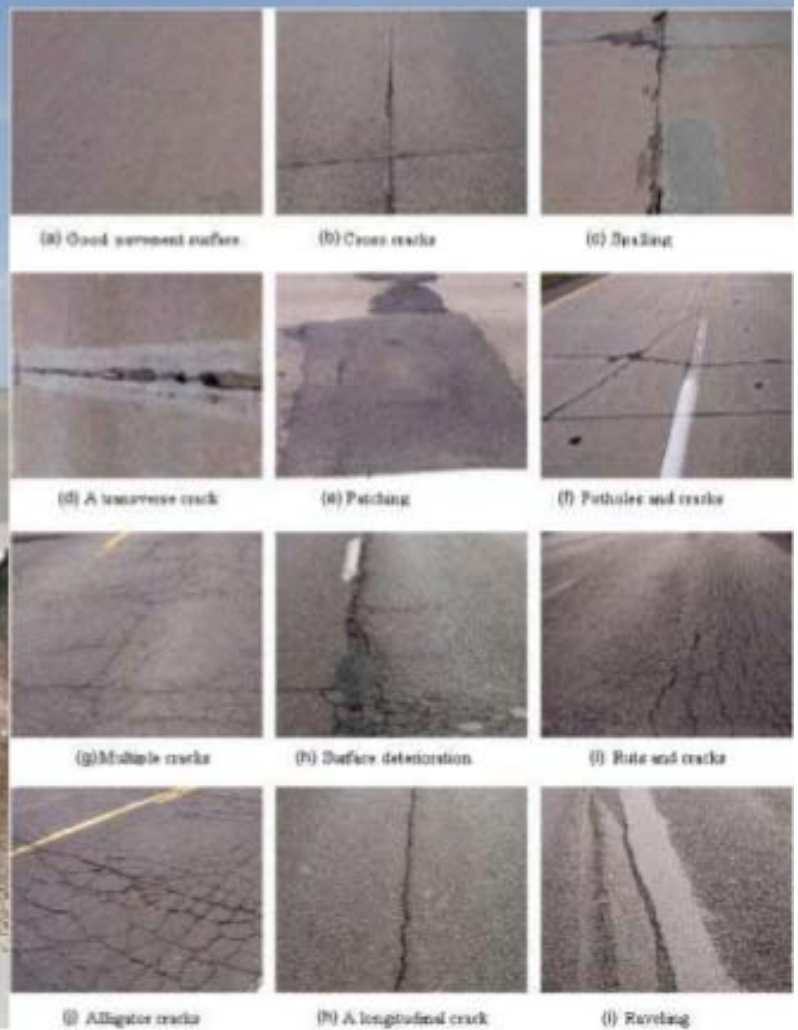 (a) Good pavement surface
(b) Cross cracks
(c) Spalling
(d) A transverse crack
(e) Patching
(f) Potholes and cracks
(g) Multiple cracks
(h) Surface deterioration
(i) Ruts and cracks
(j) Alligator cracks
(h) A longitudinal crack
(i) Raveling